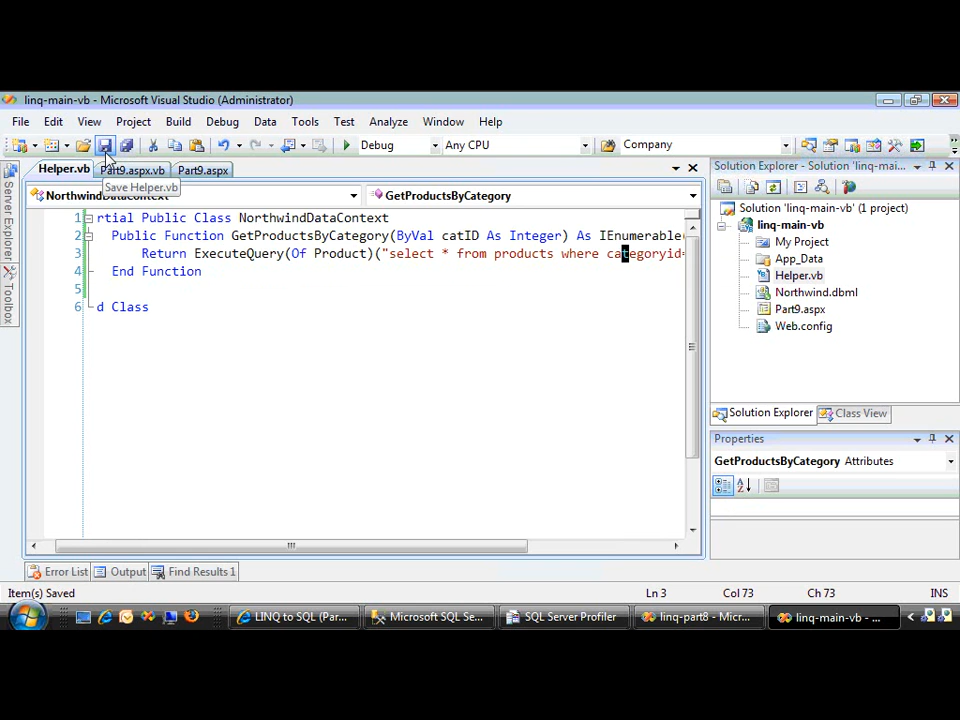 linq-main-vb - Microsoft Visual Studio (Administrator)
File Edit View Project Build Debug Data Tools Test Analyze Window Help
Debug Any CPU Company
Helper.vb Part9.aspx.vb Part9.aspx
Save Helper.vb
NorthwindDataContext GetProductsByCategory
1 rtial Public Class NorthwindDataContext
2 Public Function GetProductsByCategory(ByVal catID As Integer) As IEnumerable(
3 Return ExecuteQuery(Of Product)("select * from products where categoryid=
4 End Function
5
6 d Class
Server Explorer
Toolbox
Solution Explorer - Solution 'linq-mai...
Solution 'linq-main-vb' (1 project)
linq-main-vb
My Project
App_Data
Helper.vb
Northwind.dbml
Part9.aspx
Web.config
Solution Explorer Class View
Properties
GetProductsByCategory Attributes
Error List Output Find Results 1
Item(s) Saved Ln 3 Col 73 Ch 73 INS
LINQ to SQL (Par... Microsoft SQL Se... SQL Server Profiler linq-part8 - Micr... linq-main-vb - ...